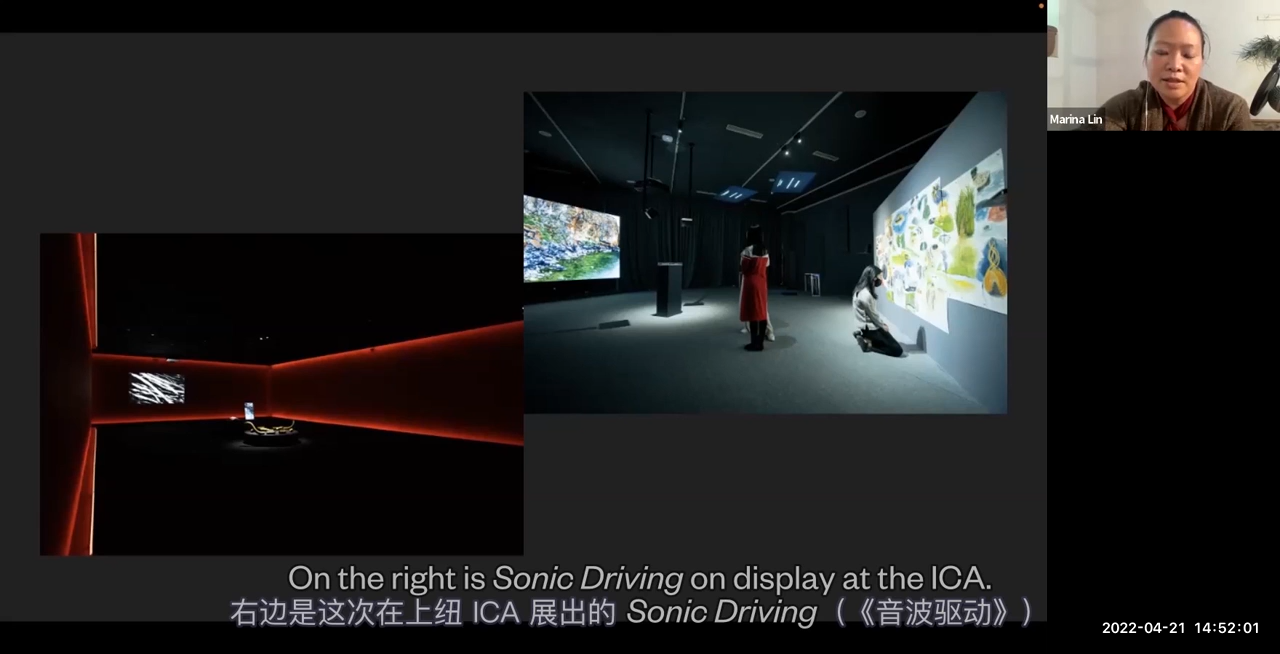 Marina Lin
On the right is Sonic Driving on display at the ICA.
右边是这次在上纽 ICA 展出的 Sonic Driving（《音波驱动》）
2022-04-21 14:52:01